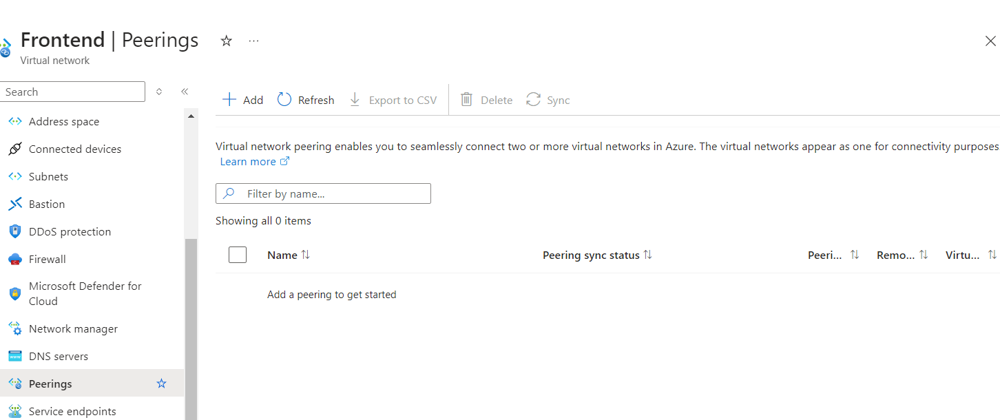 Frontend | Peerings
Virtual network
Search
Address space
Connected devices
Subnets
Bastion
DDoS protection
Firewall
Microsoft Defender for
Cloud
Network manager
DNS servers
Peerings
Service endpoints
Add Refresh Export to CSV Delete Sync
Virtual network peering enables you to seamlessly connect two or more virtual networks in Azure. The virtual networks appear as one for connectivity purposes
Learn more
Filter by name...
Showing all 0 items
Name Peering sync status Peeri... Remo... Virtu...
Add a peering to get started